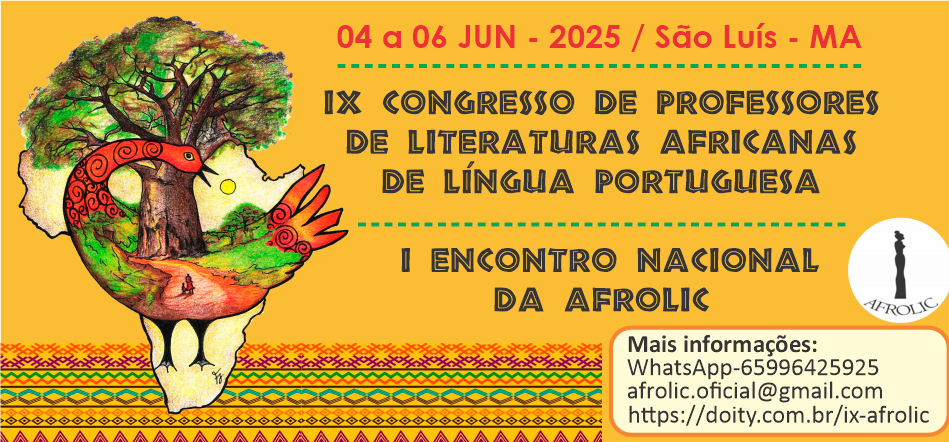 04 a 06 JUN - 2025 / São Luís - MA
IX CONGRESSO DE PROFESSORES
DE LITERATURAS AFRICANAS
DE LÍNGUA PORTUGUESA
I ENCONTRO NACIONAL
DA AFROLIC
AFROLIC
Mais informações:
WhatsApp-65996425925
afrolic.oficial@gmail.com
https://doity.com.br/ix-afrolic